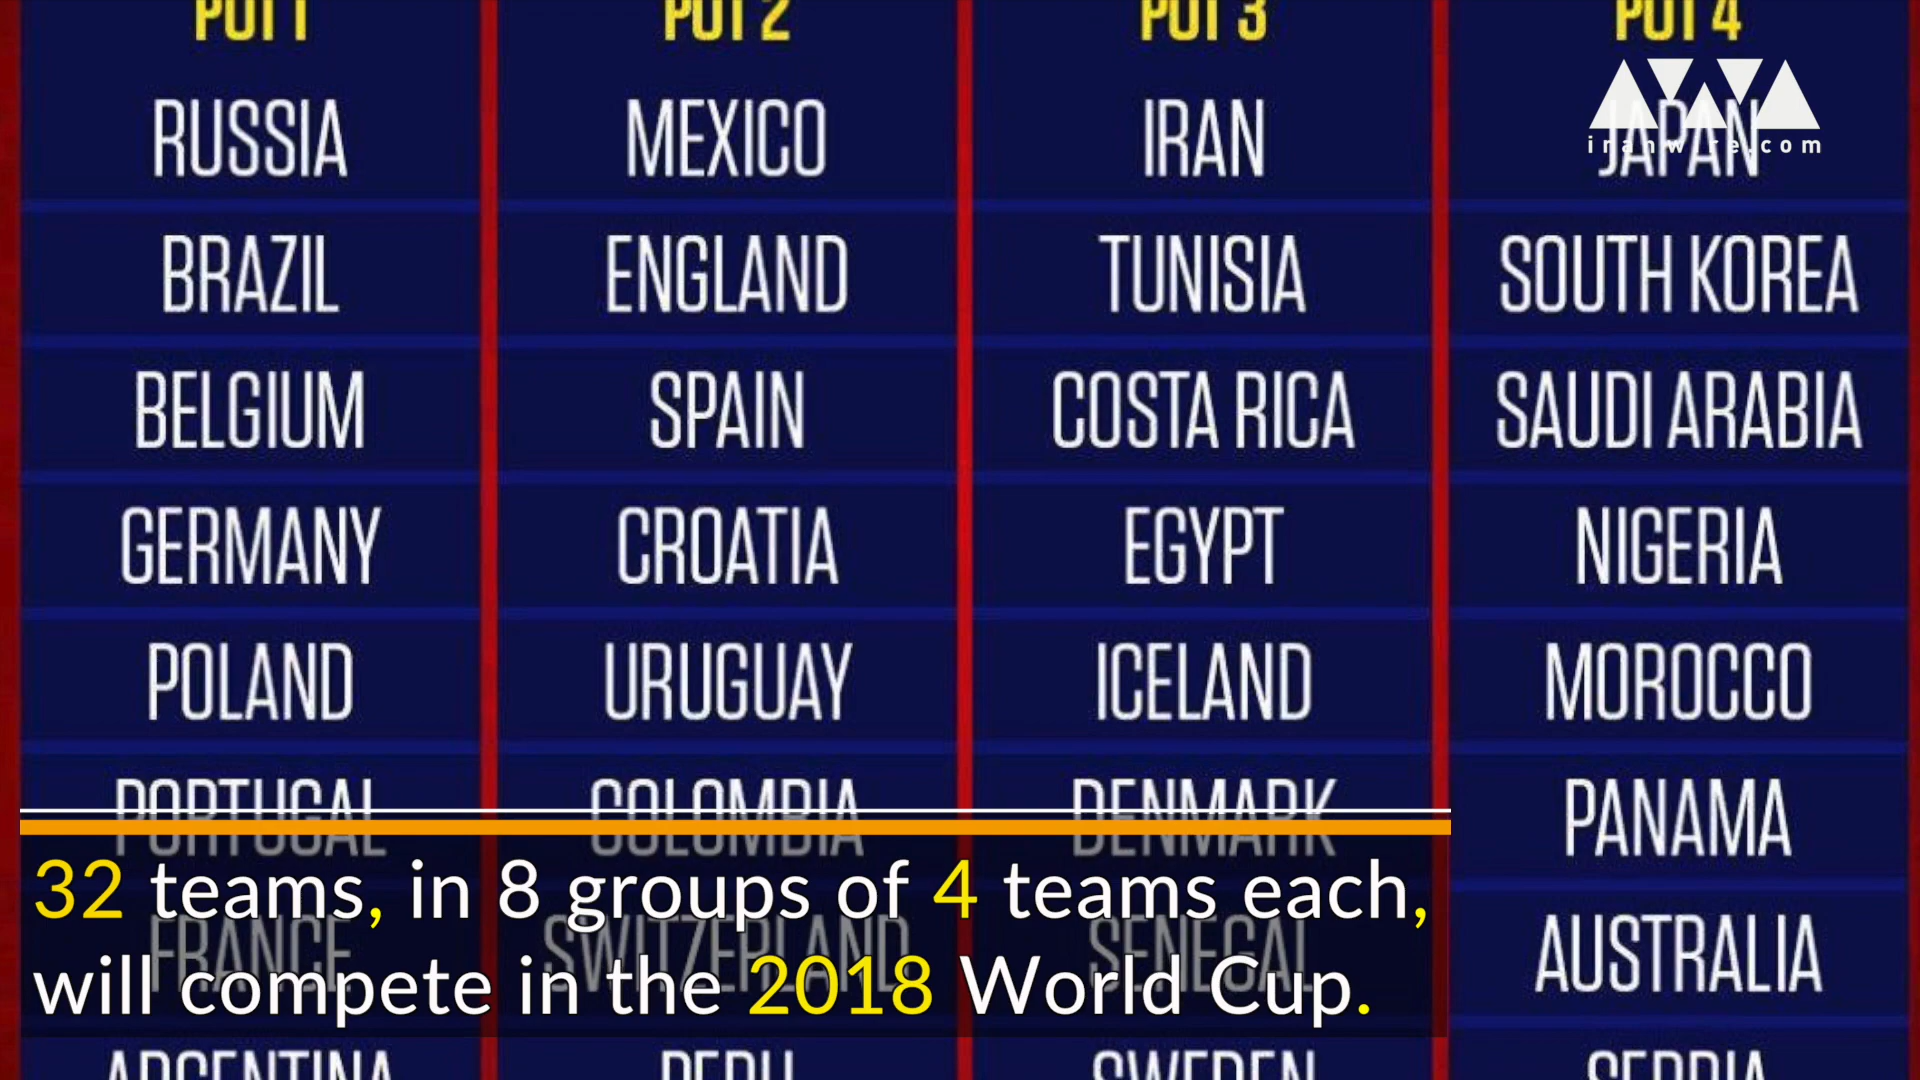 POT 1 POT 2 POT 3 POT 4
RUSSIA MEXICO IRAN JAPAN
iranwire.com
BRAZIL ENGLAND TUNISIA SOUTH KOREA
BELGIUM SPAIN COSTA RICA SAUDI ARABIA
GERMANY CROATIA EGYPT NIGERIA
POLAND URUGUAY ICELAND MOROCCO
PORTUGAL COLOMBIA DENMARK PANAMA
FRANCE SWITZERLAND SENEGAL AUSTRALIA
ARGENTINA PERU SWEDEN SERBIA
32 teams, in 8 groups of 4 teams each,
will compete in the 2018 World Cup.